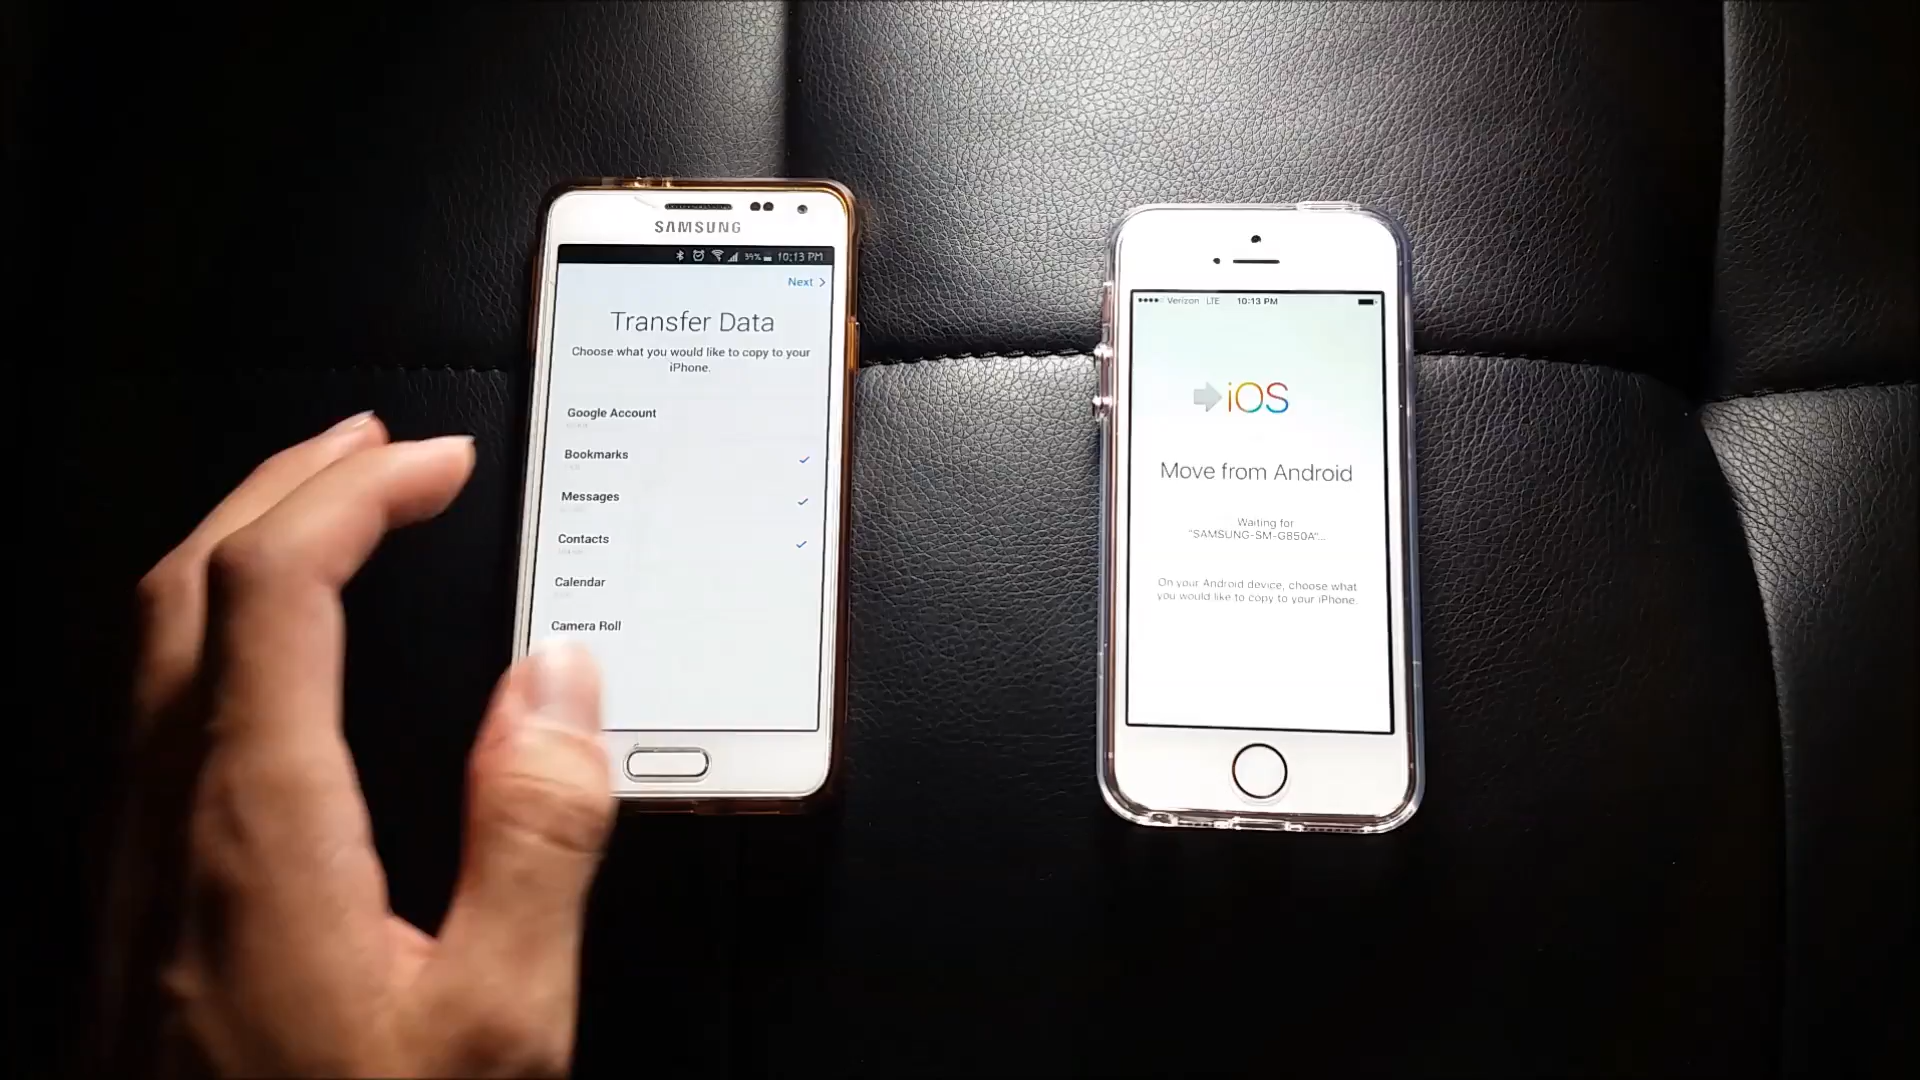 SAMSUNG
39% 10:13 PM
Next >
Transfer Data
Choose what you would like to copy to your
iPhone.
Google Account
Bookmarks
Messages
Contacts
Calendar
Camera Roll
Verizon LTE 10:13 PM
iOS
Move from Android
Waiting for
"SAMSUNG-SM-G850A"...
On your Android device, choose what
you would like to copy to your iPhone.